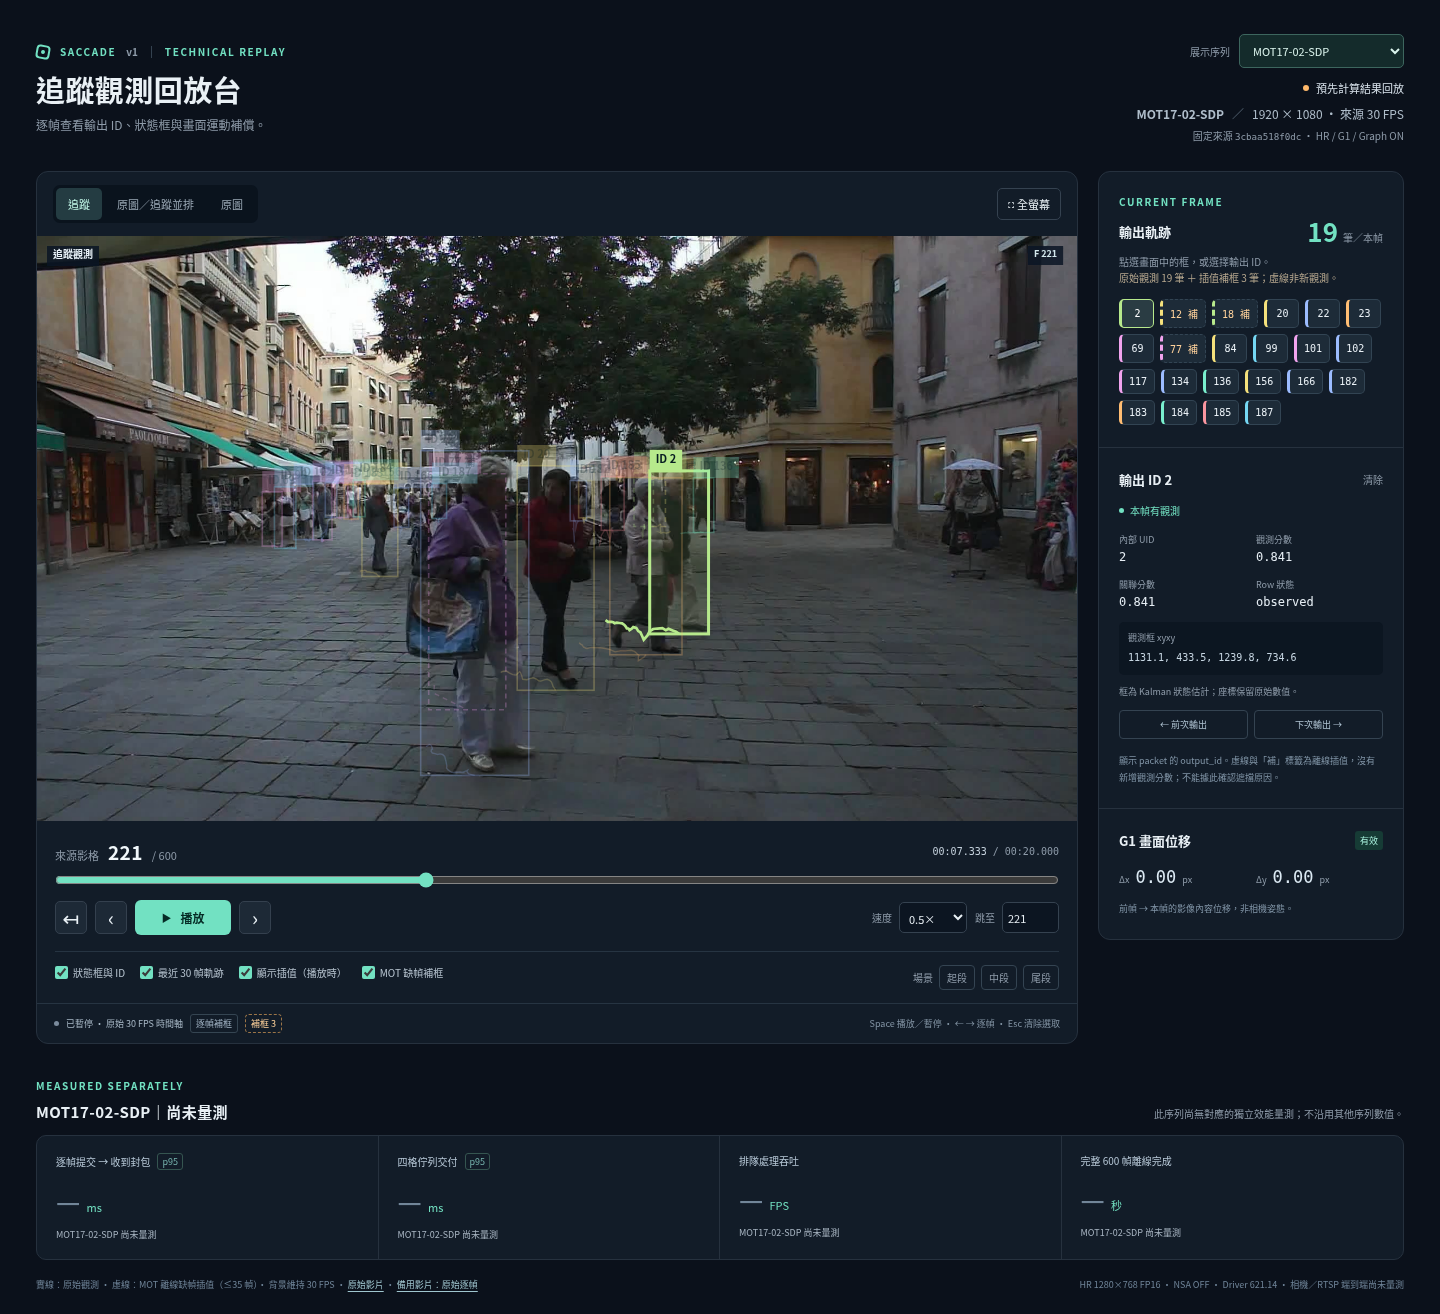 SACCADE v1 | TECHNICAL REPLAY
追蹤觀測回放台
逐幀查看輸出 ID、狀態框與畫面運動補償。
展示序列 MOT17-02-SDP
預先計算結果回放
MOT17-02-SDP ／ 1920 × 1080 · 來源 30 FPS
固定來源 3cbaa518f0dc · HR / G1 / Graph ON
追蹤 原圖／追蹤並排 原圖
全螢幕
追蹤觀測
F 221
ID 2
來源影格 221 / 600
00:07.333 / 00:20.000
播放
速度 0.5× 跳至 221
狀態框與 ID 最近 30 幀軌跡 顯示插值（播放時） MOT 缺幀補框
場景 起段 中段 尾段
已暫停 · 原始 30 FPS 時間軸 逐幀補框 補框 3
Space 播放／暫停 · ← → 逐幀 · Esc 清除選取
CURRENT FRAME
輸出軌跡 19 筆／本幀
點選畫面中的框，或選擇輸出 ID。
原始觀測 19 筆 ＋ 插值補框 3 筆；虛線非新觀測。
2 12 補 18 補 20 22 23
69 77 補 84 99 101 102
117 134 136 156 166 182
183 184 185 187
輸出 ID 2 清除
本幀有觀測
內部 UID 觀測分數
2 0.841
關聯分數 Row 狀態
0.841 observed
觀測框 xyxy
1131.1, 433.5, 1239.8, 734.6
框為 Kalman 狀態估計；座標保留原始數值。
← 前次輸出 下次輸出 →
顯示 packet 的 output_id。虛線與「補」標籤為離線插值，沒有
新增觀測分數；不能據此確認遮擋原因。
G1 畫面位移 有效
Δx 0.00 px Δy 0.00 px
前幀 → 本幀的影像內容位移，非相機姿態。
MEASURED SEPARATELY
MOT17-02-SDP｜尚未量測
此序列尚無對應的獨立效能量測；不沿用其他序列數值。
逐幀提交 → 收到封包 p95
— ms
MOT17-02-SDP 尚未量測
四格佇列交付 p95
— ms
MOT17-02-SDP 尚未量測
排隊處理吞吐
— FPS
MOT17-02-SDP 尚未量測
完整 600 幀離線完成
— 秒
MOT17-02-SDP 尚未量測
實線：原始觀測 · 虛線：MOT 離線缺幀插值（≤35 幀）· 背景維持 30 FPS · 原始影片 · 備用影片：原始逐幀
HR 1280×768 FP16 · NSA OFF · Driver 621.14 · 相機／RTSP 端到端尚未量測